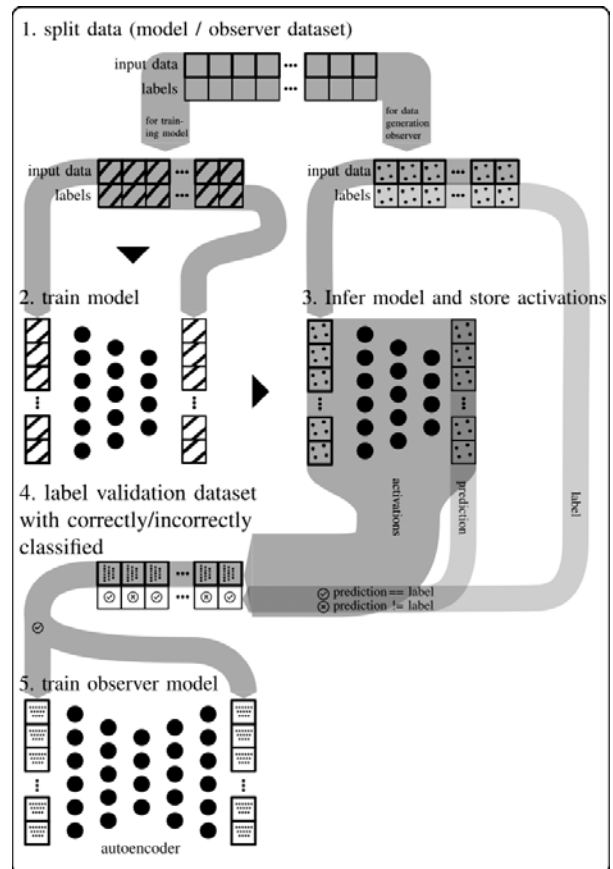 1. split data (model / observer dataset)
input data
labels
for train-
ing model
for data
generation
observer
input data
labels
input data
labels
2. train model
3. Infer model and store activations
activations
prediction
label
4. label validation dataset
with correctly/incorrectly
classified
prediction == label
prediction != label
5. train observer model
autoencoder